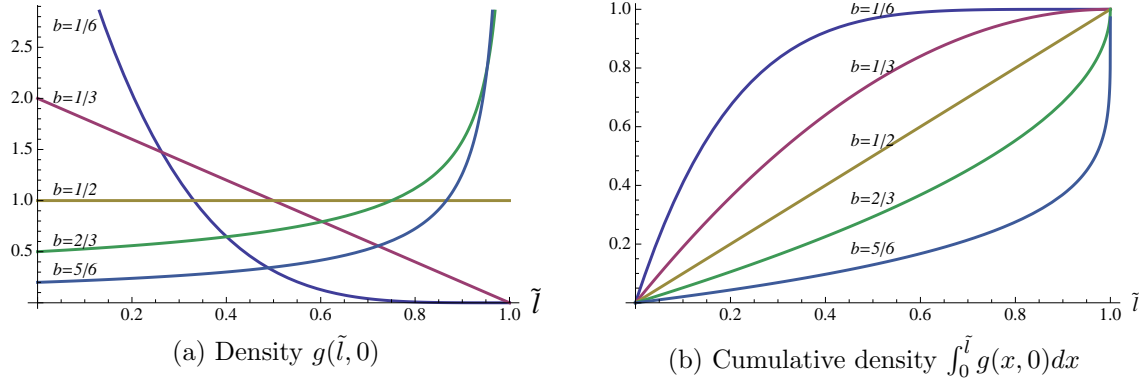 b=1/6
2.5
2.0
b=1/3
1.5
b=1/2
1.0
b=2/3
0.5
b=5/6
0.2 0.4 0.6 0.8 1.0
l̃
(a) Density g(l̃, 0)
1.0
b=1/6
0.8
b=1/3
0.6
b=1/2
0.4
b=2/3
0.2
b=5/6
0.2 0.4 0.6 0.8 1.0
l̃
(b) Cumulative density ∫₀^l̃ g(x, 0)dx